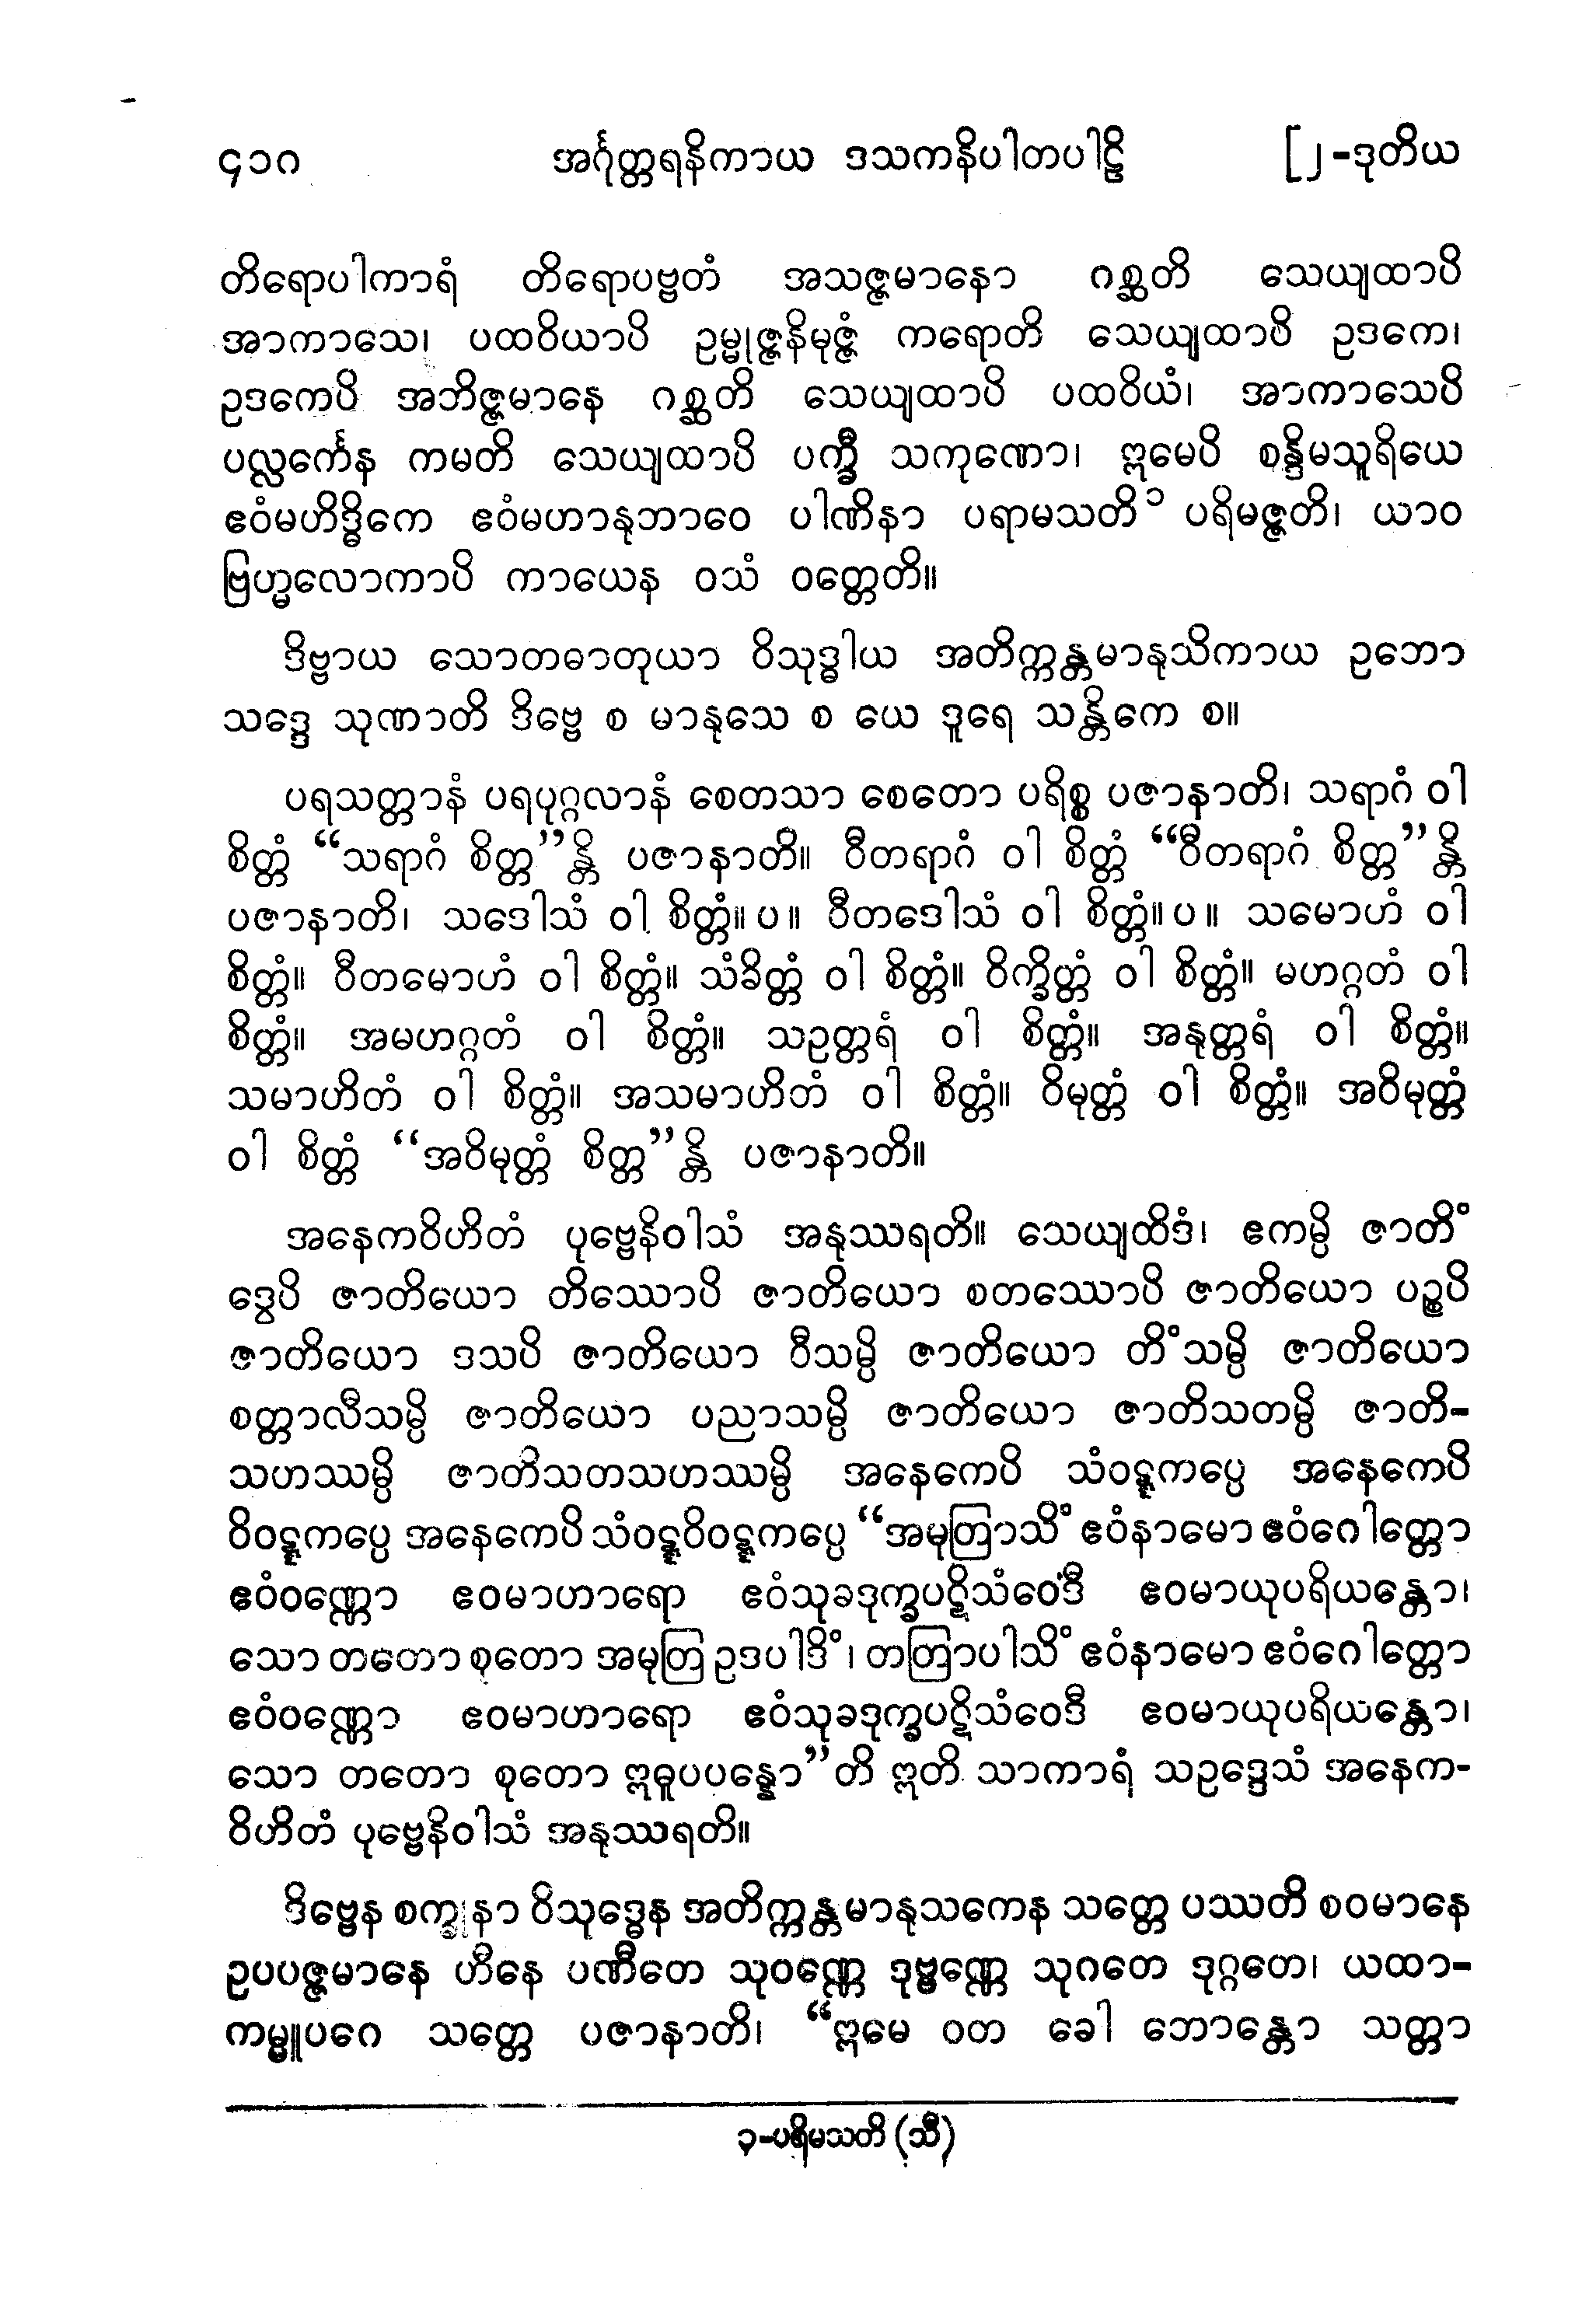 ၄၁၀ အင်္ဂုတ္တရနိကာယ ဒသကနိပါတပါဠိ [၂-ဒုတိယ
တိရောပါကာရံ တိရောပဗ္ဗတံ အသဇ္ဇမာနော ဂစ္ဆတိ သေယျထာပိ
အာကာသေ၊ ပထဝိယာပိ ဥမ္မုဇ္ဇနိမုဇ္ဇံ ကရောတိ သေယျထာပိ ဥဒကေ၊
ဥဒကေပိ အဘိဇ္ဇမာနေ ဂစ္ဆတိ သေယျထာပိ ပထဝိယံ၊ အာကာသေပိ
ပလ္လင်္ကေန ကမတိ သေယျထာပိ ပက္ခီ သကုဏော၊ ဣမေပိ စန္ဒိမသူရိယေ
ဧဝံမဟိဒ္ဓိကေ ဧဝံမဟာနုဘာဝေ ပါဏိနာ ပရာမသတိ၁ ပရိမဇ္ဇတိ၊ ယာဝ
ဗြဟ္မလောကာပိ ကာယေန ဝသံ ဝတ္တေတိ။
ဒိဗ္ဗာယ သောတဓာတုယာ ဝိသုဒ္ဓါယ အတိက္ကန္တမာနုသိကာယ ဥဘော
သဒ္ဒေ သုဏာတိ ဒိဗ္ဗေ စ မာနုသေ စ ယေ ဒူရေ သန္တိကေ စ။
ပရသတ္တာနံ ပရပုဂ္ဂလာနံ စေတသာ စေတော ပရိစ္စ ပဇာနာတိ၊ သရာဂံ ဝါ
စိတ္တံ “သရာဂံ စိတ္တ”န္တိ ပဇာနာတိ။ ဝီတရာဂံ ဝါ စိတ္တံ “ဝီတရာဂံ စိတ္တ”န္တိ
ပဇာနာတိ၊ သဒေါသံ ဝါ စိတ္တံ။ပ။ ဝီတဒေါသံ ဝါ စိတ္တံ။ပ။ သမောဟံ ဝါ
စိတ္တံ။ ဝီတမောဟံ ဝါ စိတ္တံ။ သံခိတ္တံ ဝါ စိတ္တံ။ ဝိက္ခိတ္တံ ဝါ စိတ္တံ။ မဟဂ္ဂတံ ဝါ
စိတ္တံ။ အမဟဂ္ဂတံ ဝါ စိတ္တံ။ သဥတ္တရံ ဝါ စိတ္တံ။ အနုတ္တရံ ဝါ စိတ္တံ။
သမာဟိတံ ဝါ စိတ္တံ။ အသမာဟိတံ ဝါ စိတ္တံ။ ဝိမုတ္တံ ဝါ စိတ္တံ။ အဝိမုတ္တံ
ဝါ စိတ္တံ “အဝိမုတ္တံ စိတ္တ”န္တိ ပဇာနာတိ။
အနေကဝိဟိတံ ပုဗ္ဗေနိဝါသံ အနုဿရတိ။ သေယျထိဒံ၊ ဧကမ္ပိ ဇာတိံ
ဒွေပိ ဇာတိယော တိဿောပိ ဇာတိယော စတဿောပိ ဇာတိယော ပဉ္စပိ
ဇာတိယော ဒသပိ ဇာတိယော ဝီသမ္ပိ ဇာတိယော တိံသမ္ပိ ဇာတိယော
စတ္တာလီသမ္ပိ ဇာတိယော ပညာသမ္ပိ ဇာတိယော ဇာတိသတမ္ပိ ဇာတိ-
သဟဿမ္ပိ ဇာတိသတသဟဿမ္ပိ အနေကေပိ သံဝဋ္ဋကပ္ပေ အနေကေပိ
ဝိဝဋ္ဋကပ္ပေ အနေကေပိ သံဝဋ္ဋဝိဝဋ္ဋကပ္ပေ “အမုတြာသိံ ဧဝံနာမော ဧဝံဂေါတ္တော
ဧဝံဝဏ္ဏော ဧဝမာဟာရော ဧဝံသုခဒုက္ခပဋိသံဝေဒီ ဧဝမာယုပရိယန္တော၊
သော တတော စုတော အမုတြ ဥဒပါဒိံ၊ တတြာပါသိံ ဧဝံနာမော ဧဝံဂေါတ္တော
ဧဝံဝဏ္ဏော ဧဝမာဟာရော ဧဝံသုခဒုက္ခပဋိသံဝေဒီ ဧဝမာယုပရိယန္တော၊
သော တတော စုတော ဣဓူပပန္နော”တိ ဣတိ သာကာရံ သဥဒ္ဒေသံ အနေက-
ဝိဟိတံ ပုဗ္ဗေနိဝါသံ အနုဿရတိ။
ဒိဗ္ဗေန စက္ခုနာ ဝိသုဒ္ဓေန အတိက္ကန္တမာနုသကေန သတ္တေ ပဿတိ စဝမာနေ
ဥပပဇ္ဇမာနေ ဟီနေ ပဏီတေ သုဝဏ္ဏေ ဒုဗ္ဗဏ္ဏေ သုဂတေ ဒုဂ္ဂတေ၊ ယထာ-
ကမ္မူပဂေ သတ္တေ ပဇာနာတိ၊ “ဣမေ ဝတ ခေါ ဘောန္တော သတ္တာ
၁-ပရိမသတိ (သီ)